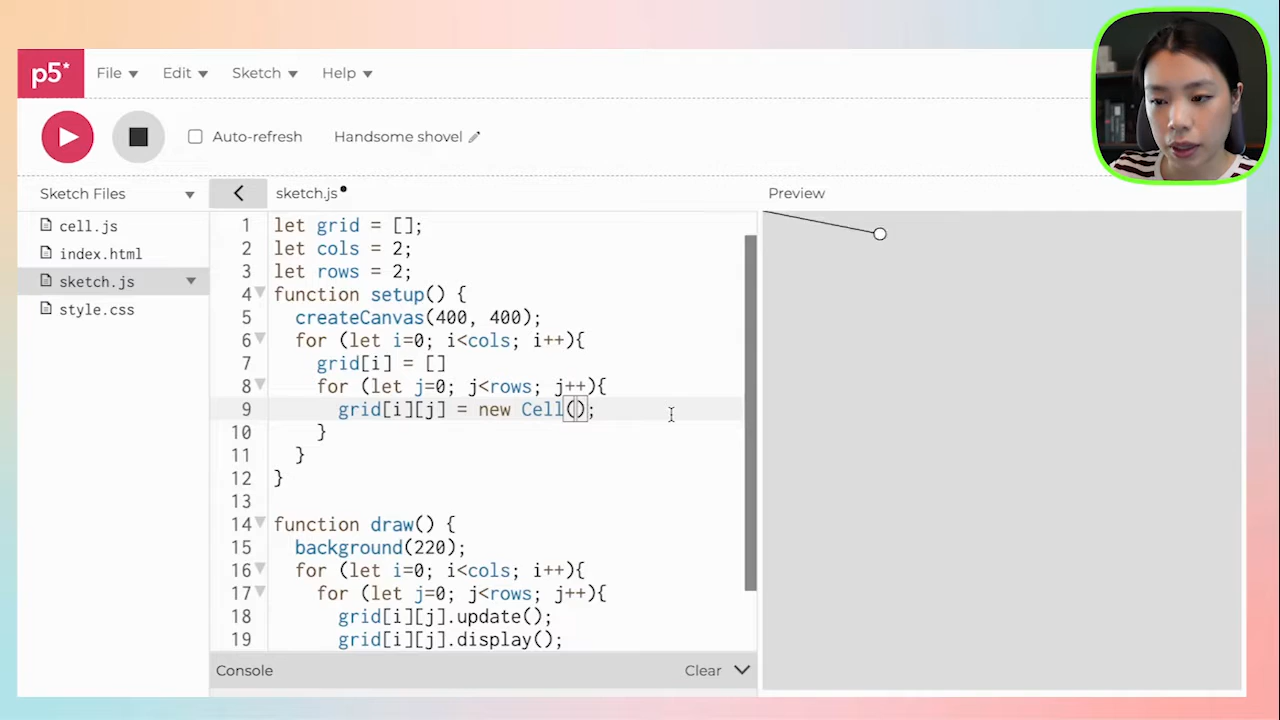 p5*
File
Edit
Sketch
Help
Auto-refresh
Handsome shovel
Sketch Files
sketch.js
Preview
cell.js
index.html
sketch.js
style.css
1 let grid = [];
2 let cols = 2;
3 let rows = 2;
4 function setup() {
5 createCanvas(400, 400);
6 for (let i=0; i<cols; i++){
7 grid[i] = []
8 for (let j=0; j<rows; j++){
9 grid[i][j] = new Cell();
10 }
11 }
12 }
13
14 function draw() {
15 background(220);
16 for (let i=0; i<cols; i++){
17 for (let j=0; j<rows; j++){
18 grid[i][j].update();
19 grid[i][j].display();
Console
Clear